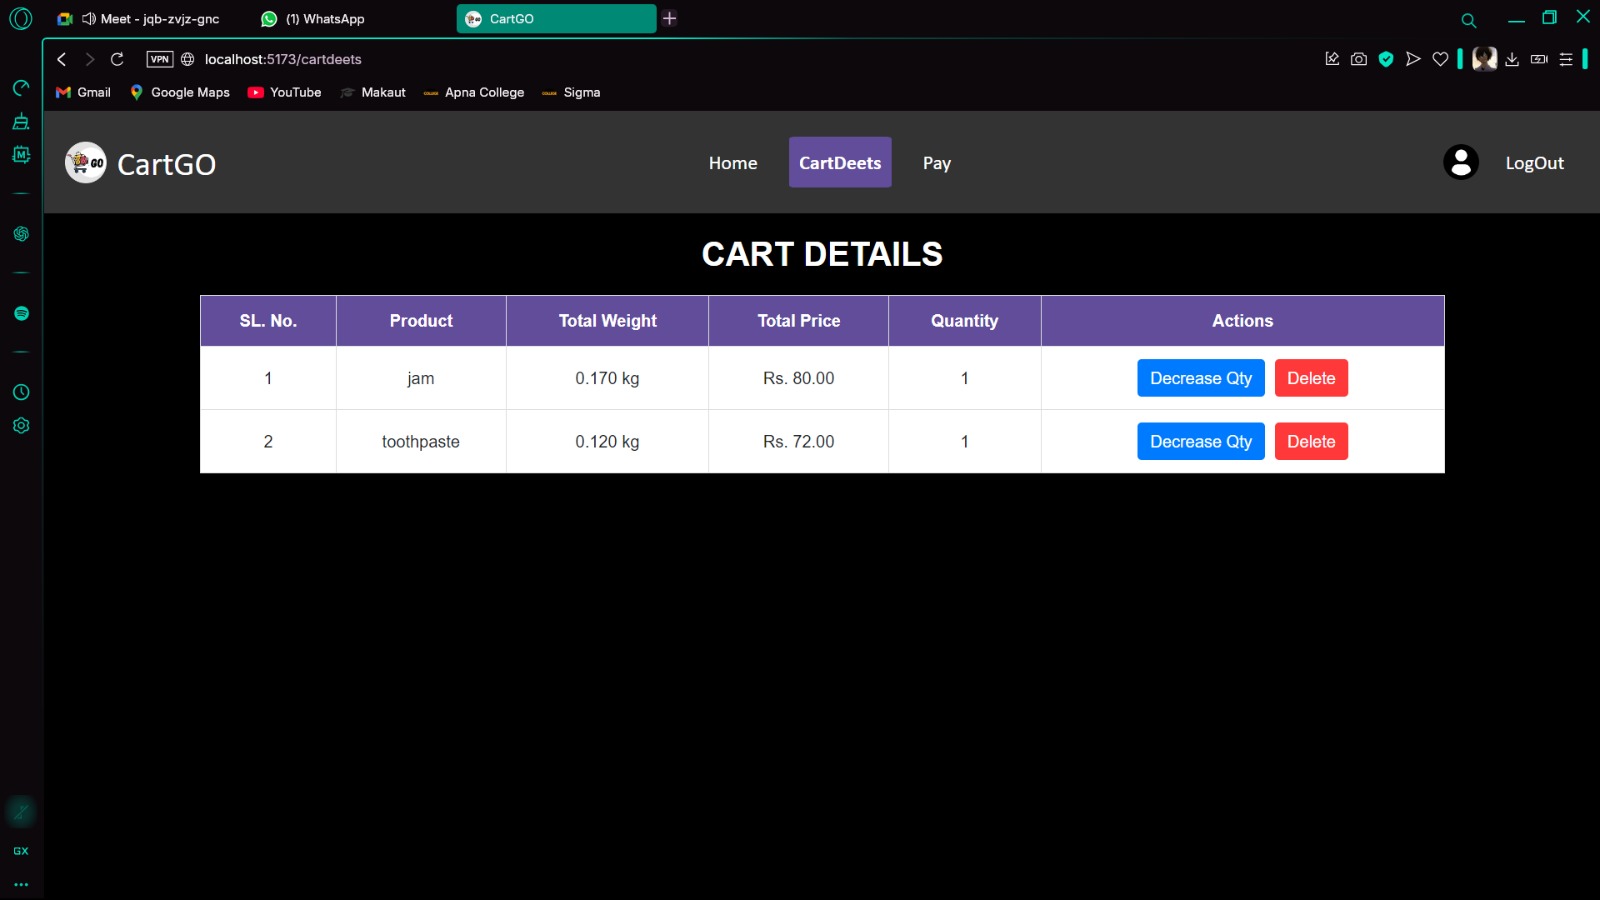 Meet - jqb-zvjz-gnc (1) WhatsApp CartGO
VPN localhost:5173/cartdeets
Gmail Google Maps YouTube Makaut Apna College Sigma
GO CartGO Home CartDeets Pay LogOut
CART DETAILS
SL. No. Product Total Weight Total Price Quantity Actions
1 jam 0.170 kg Rs. 80.00 1 Decrease Qty Delete
2 toothpaste 0.120 kg Rs. 72.00 1 Decrease Qty Delete
GX